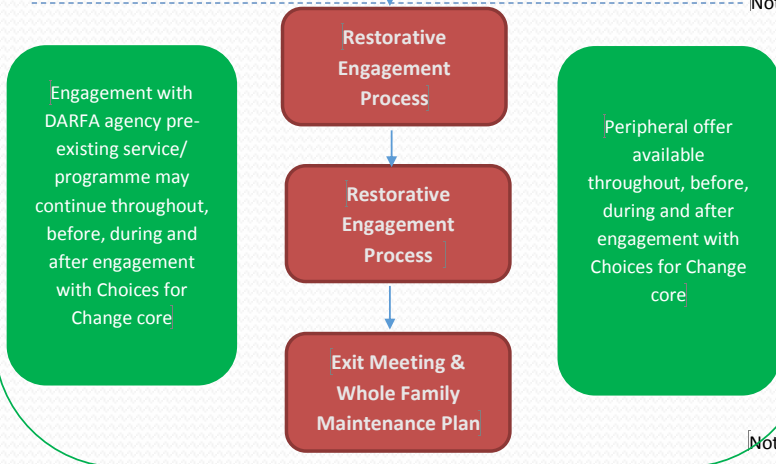 Not
Restorative
Engagement
Process
Engagement with
DARFA agency pre-
existing service/
programme may
continue throughout,
before, during and
after engagement
with Choices for
Change core
Restorative
Engagement
Process
Peripheral offer
available
throughout, before,
during and after
engagement with
Choices for Change
core
Exit Meeting &
Whole Family
Maintenance Plan
Not